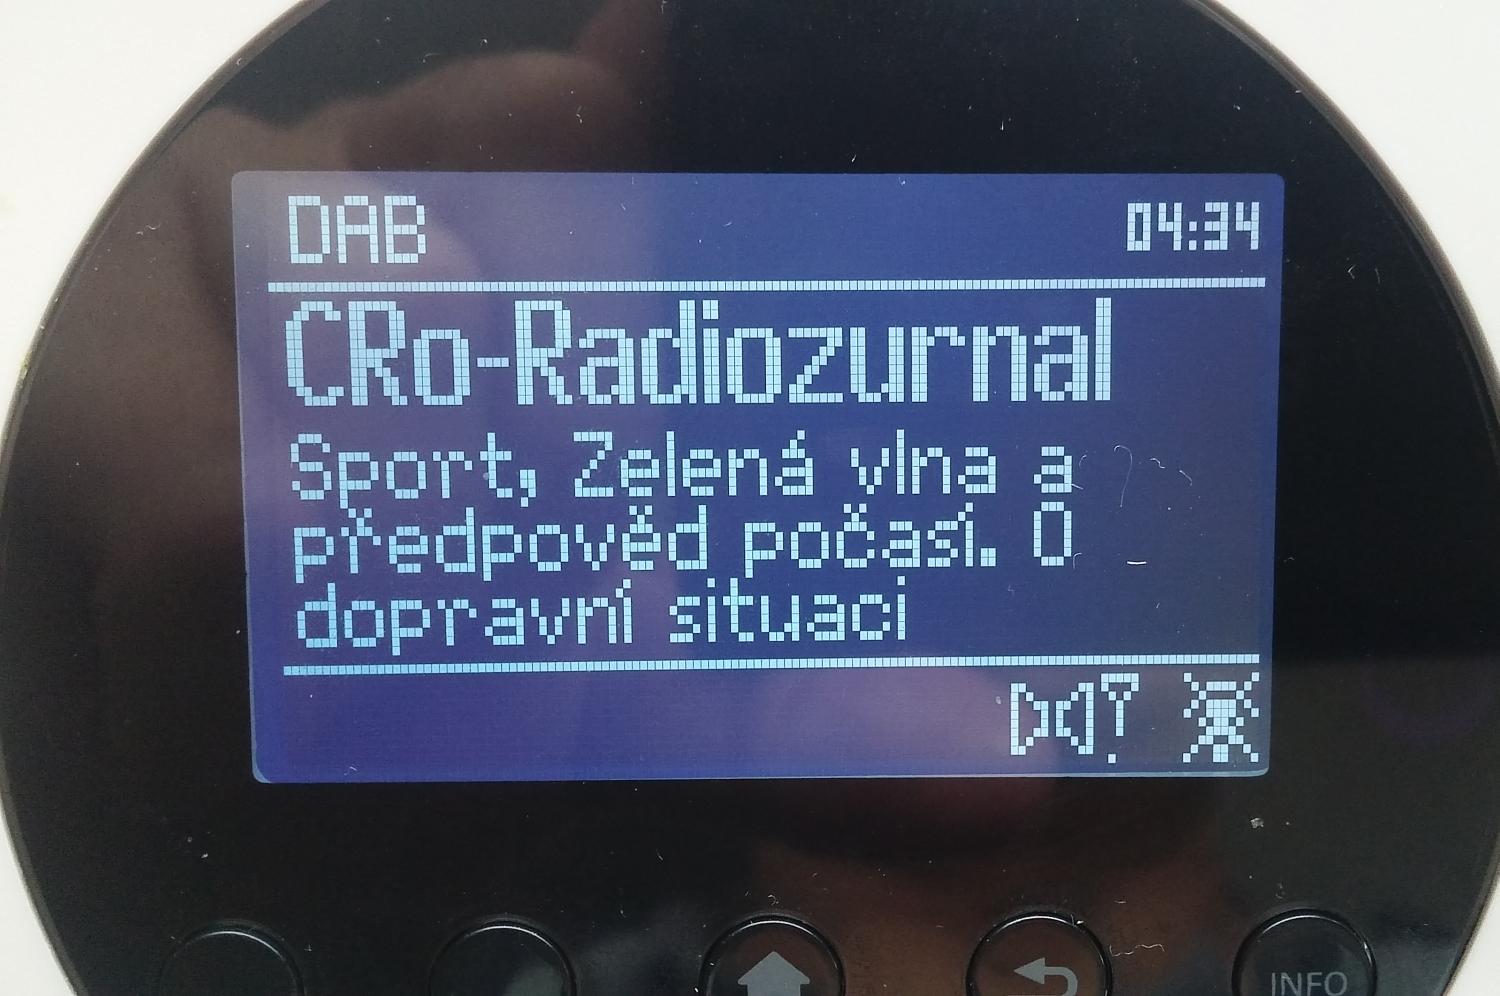 DAB 04:34
CRo-Radiozurnal
Sport, Zelená vlna a
předpověd počasí. O
dopravní situaci
INFO